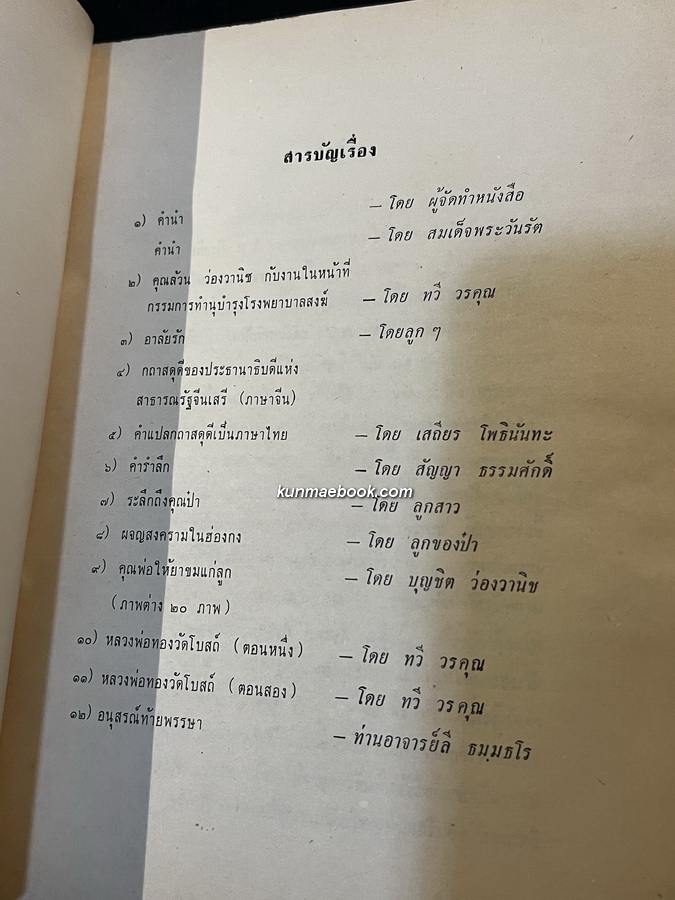 สารบัญเรื่อง
๑) คำนำ – โดย ผู้จัดทำหนังสือ
คำนำ – โดย สมเด็จพระวันรัต
๒) คุณล้วน ว่องวานิช กับงานในหน้าที่
กรรมการทำนุบำรุงโรงพยาบาลสงฆ์ – โดย ทวี วรคุณ
๓) อาลัยรัก – โดยลูก ๆ
๔) กถาสดุดีของประธานาธิบดีแห่ง
สาธารณรัฐจีนเสรี (ภาษาจีน)
๕) คำแปลกถาสดุดีเป็นภาษาไทย – โดย เสถียร โพธินันทะ
๖) คำรำลึก – โดย สัญญา ธรรมศักดิ์
kunmaebook.com
๗) ระลึกถึงคุณป๋า – โดย ลูกสาว
๘) ผจญสงครามในฮ่องกง – โดย ลูกของป๋า
๙) คุณพ่อให้ยาขมแก่ลูก – โดย บุญชิต ว่องวานิช
(ภาพต่าง ๒๐ ภาพ)
๑๐) หลวงพ่อทองวัดโบสถ์ (ตอนหนึ่ง) – โดย ทวี วรคุณ
๑๑) หลวงพ่อทองวัดโบสถ์ (ตอนสอง) – โดย ทวี วรคุณ
๑๒) อนุสรณ์ท้ายพรรษา – ท่านอาจารย์ลี ธมฺมธโร